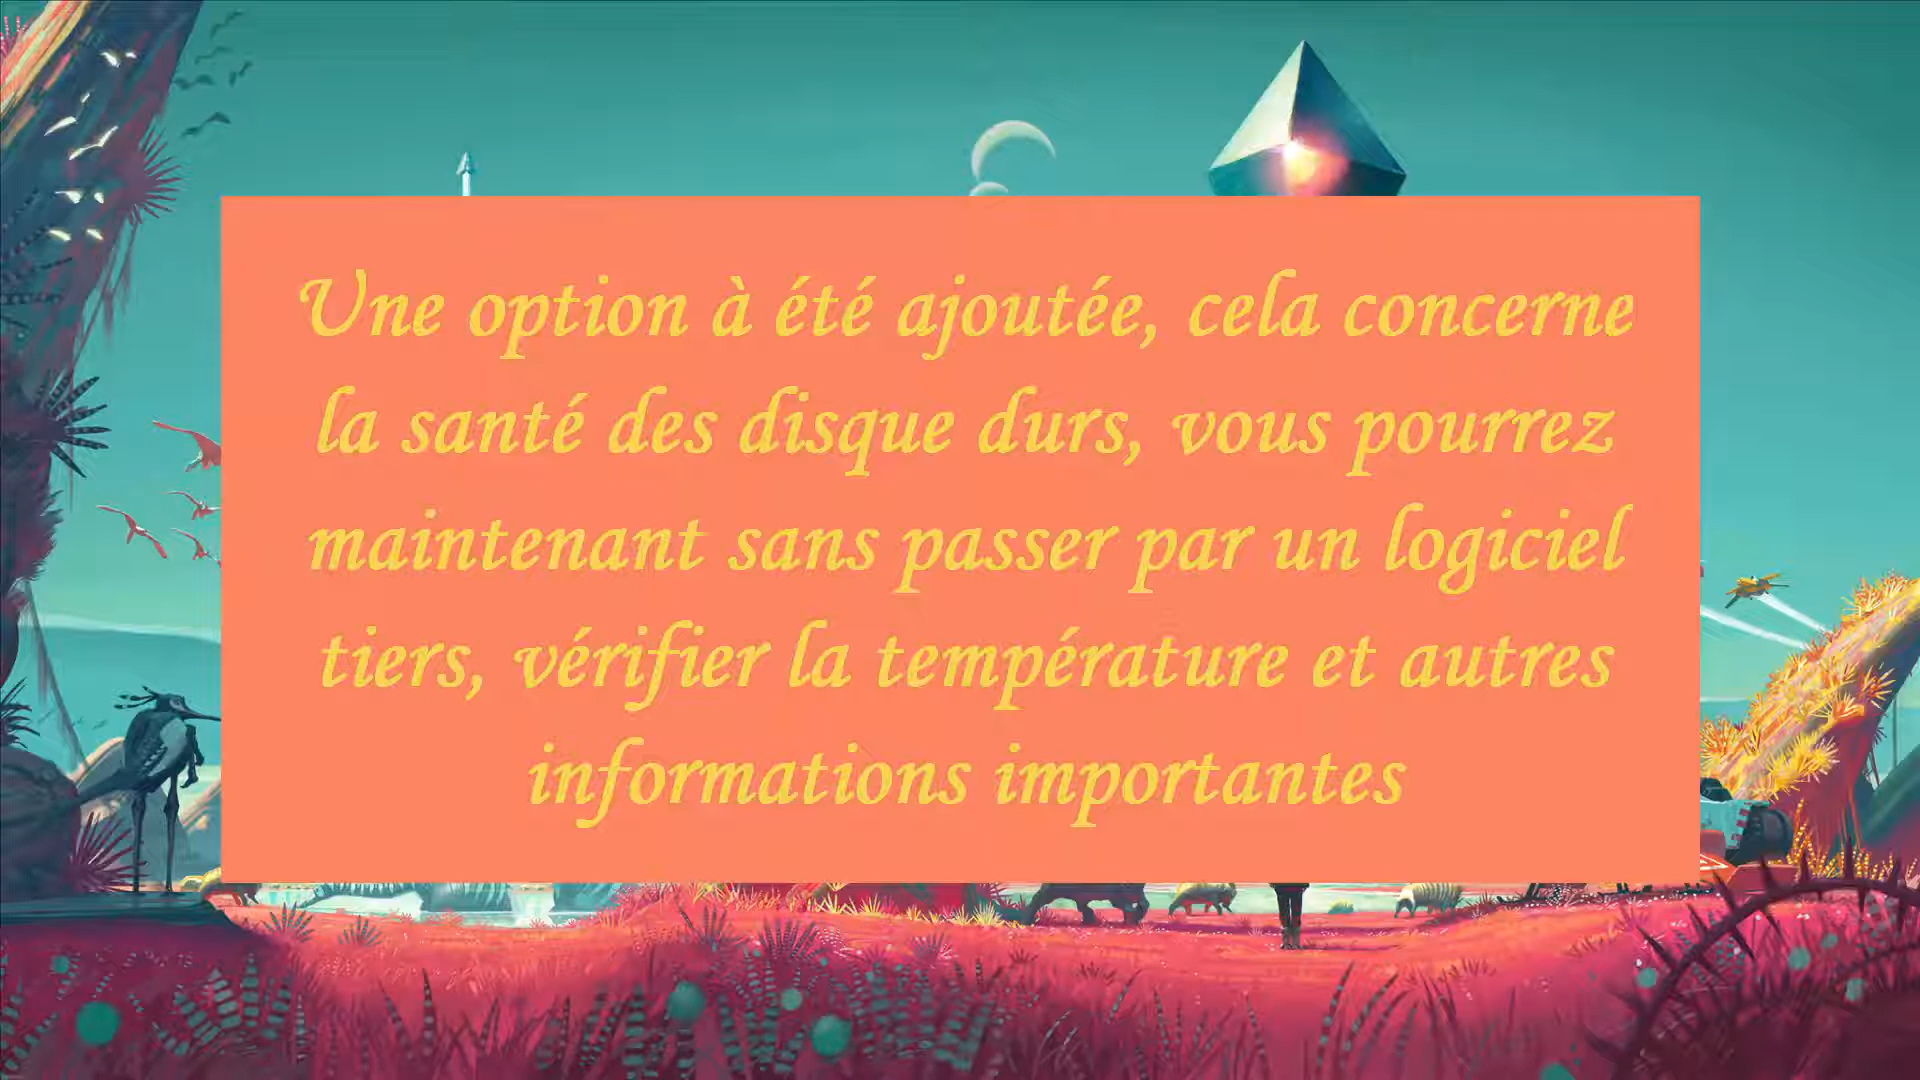 Une option à été ajoutée, cela concerne
la santé des disque durs, vous pourrez
maintenant sans passer par un logiciel
tiers, vérifier la température et autres
informations importantes